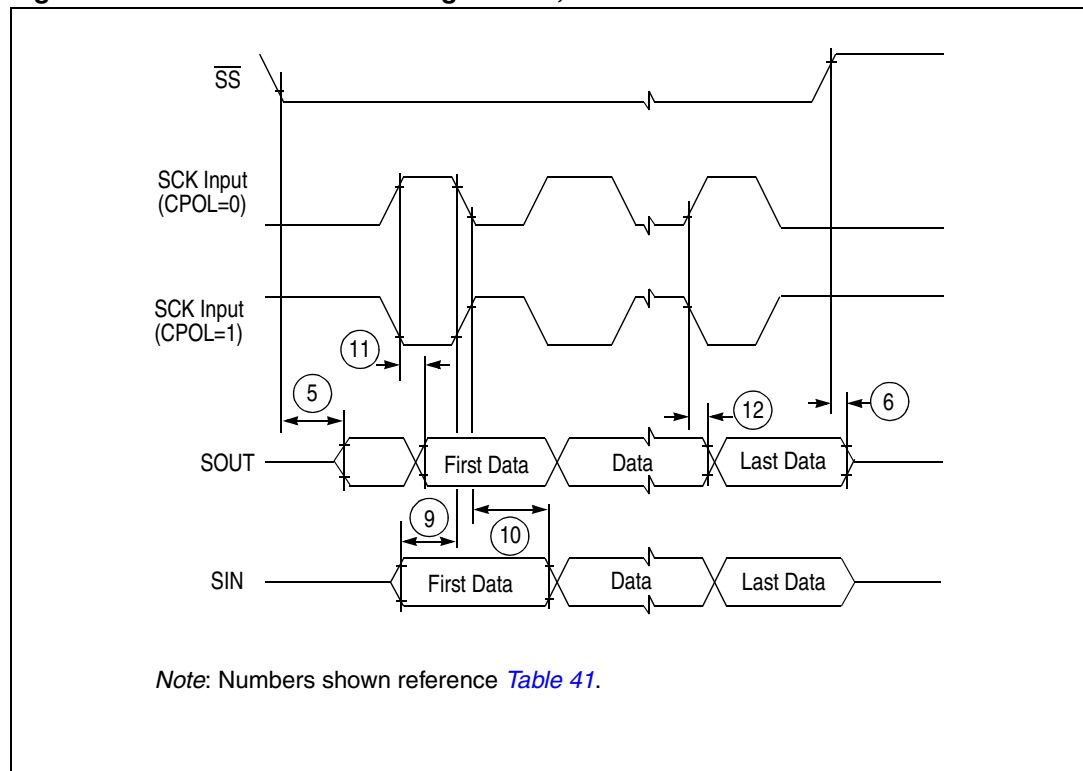 SS
SCK Input
(CPOL=0)
SCK Input
(CPOL=1)
11
5
12
6
SOUT
First Data
Data
Last Data
9
10
SIN
First Data
Data
Last Data
Note: Numbers shown reference Table 41.